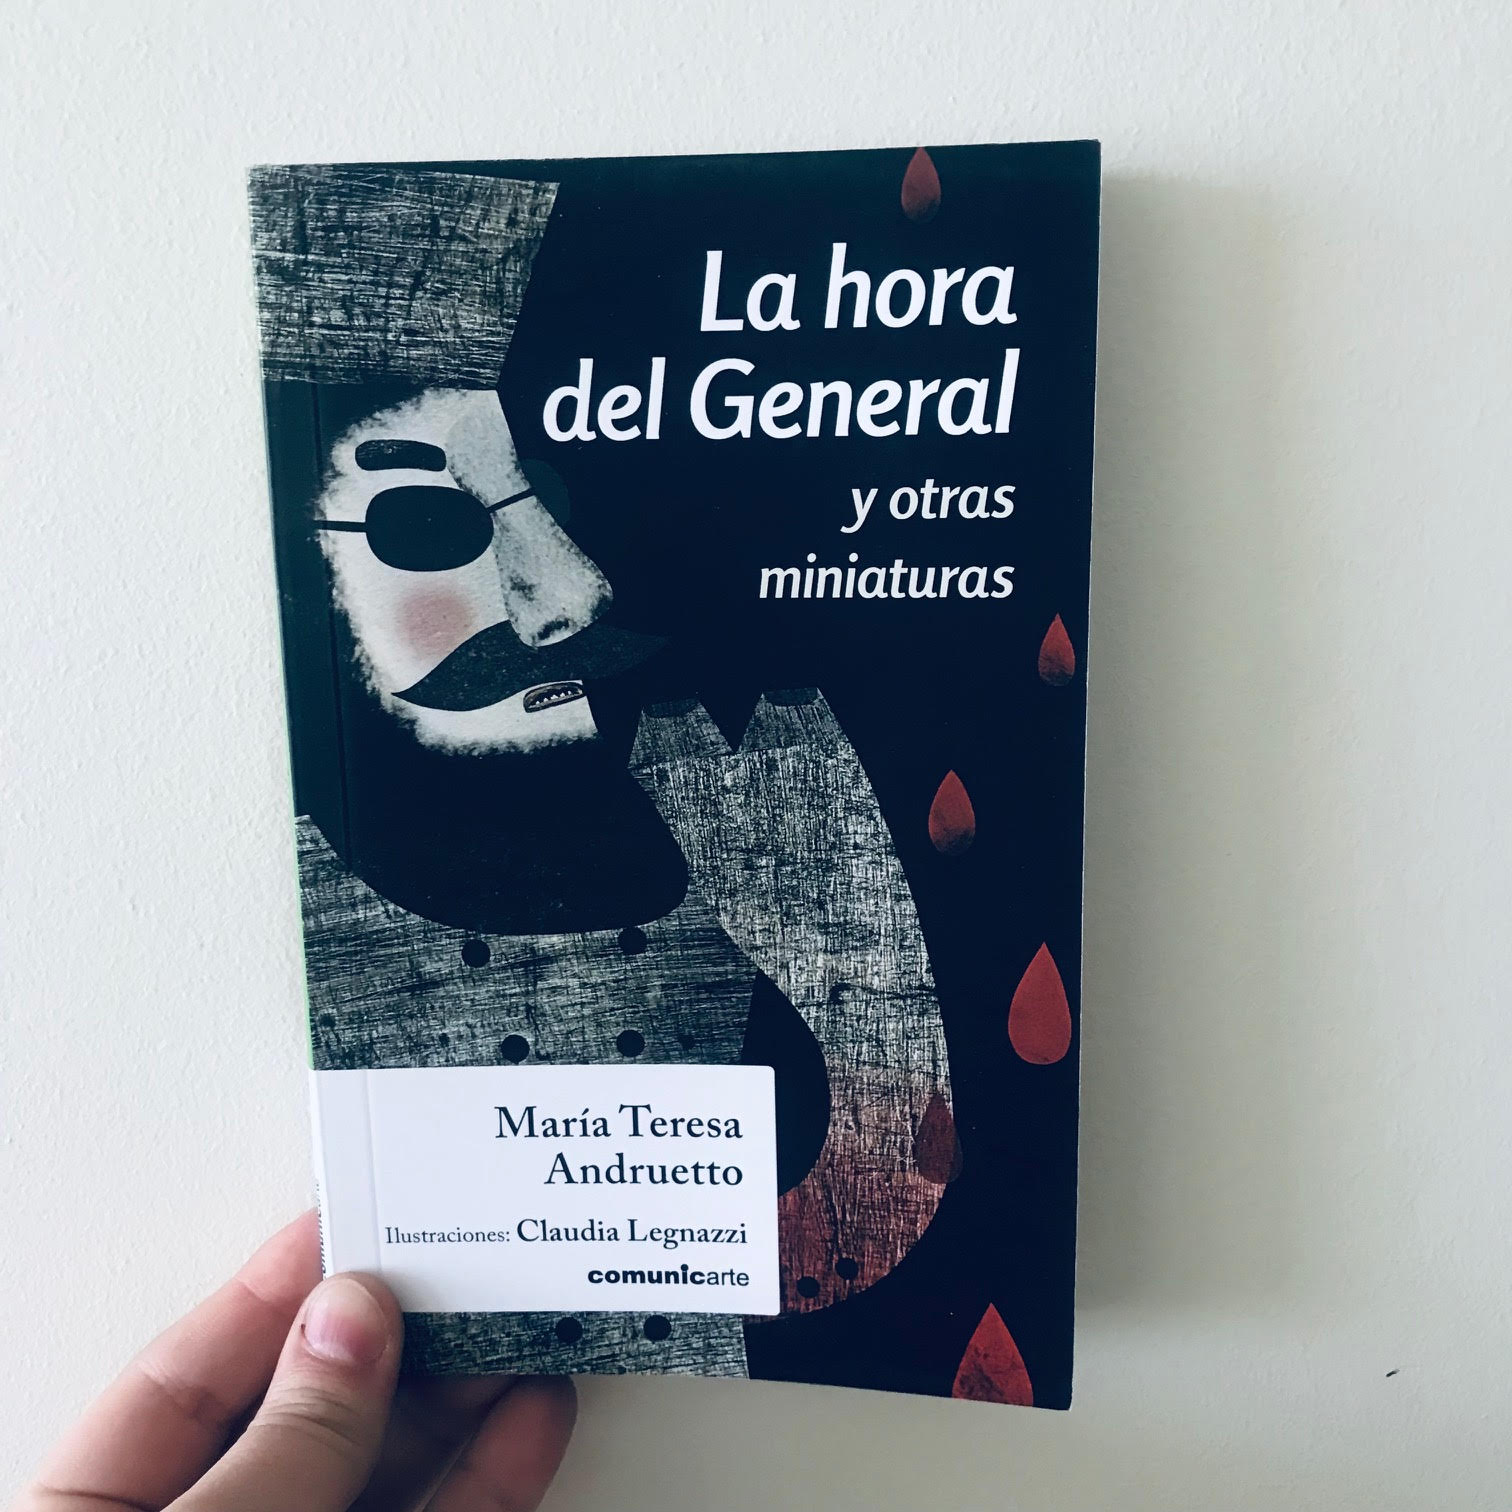 La hora
del General
y otras
miniaturas
María Teresa
Andruetto
Ilustraciones: Claudia Legnazzi
comunicarte